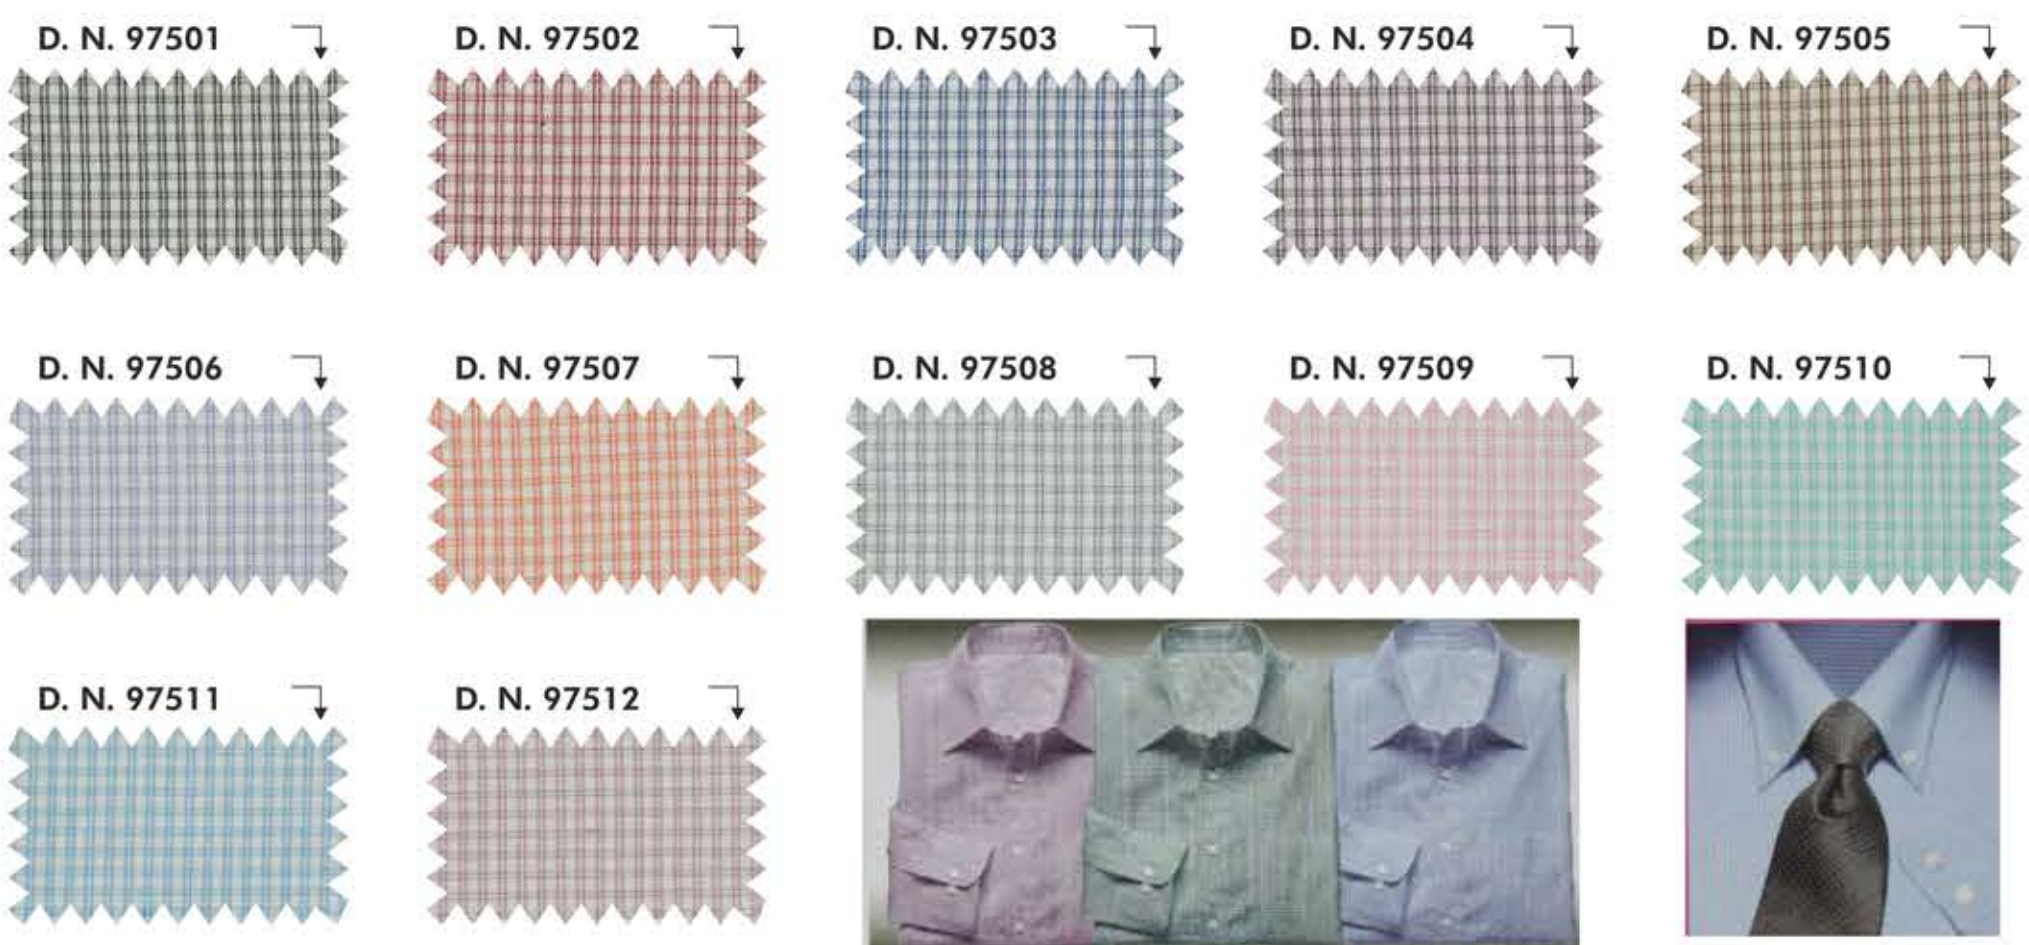 D. N. 97501
D. N. 97502
D. N. 97503
D. N. 97504
D. N. 97505
D. N. 97506
D. N. 97507
D. N. 97508
D. N. 97509
D. N. 97510
D. N. 97511
D. N. 97512